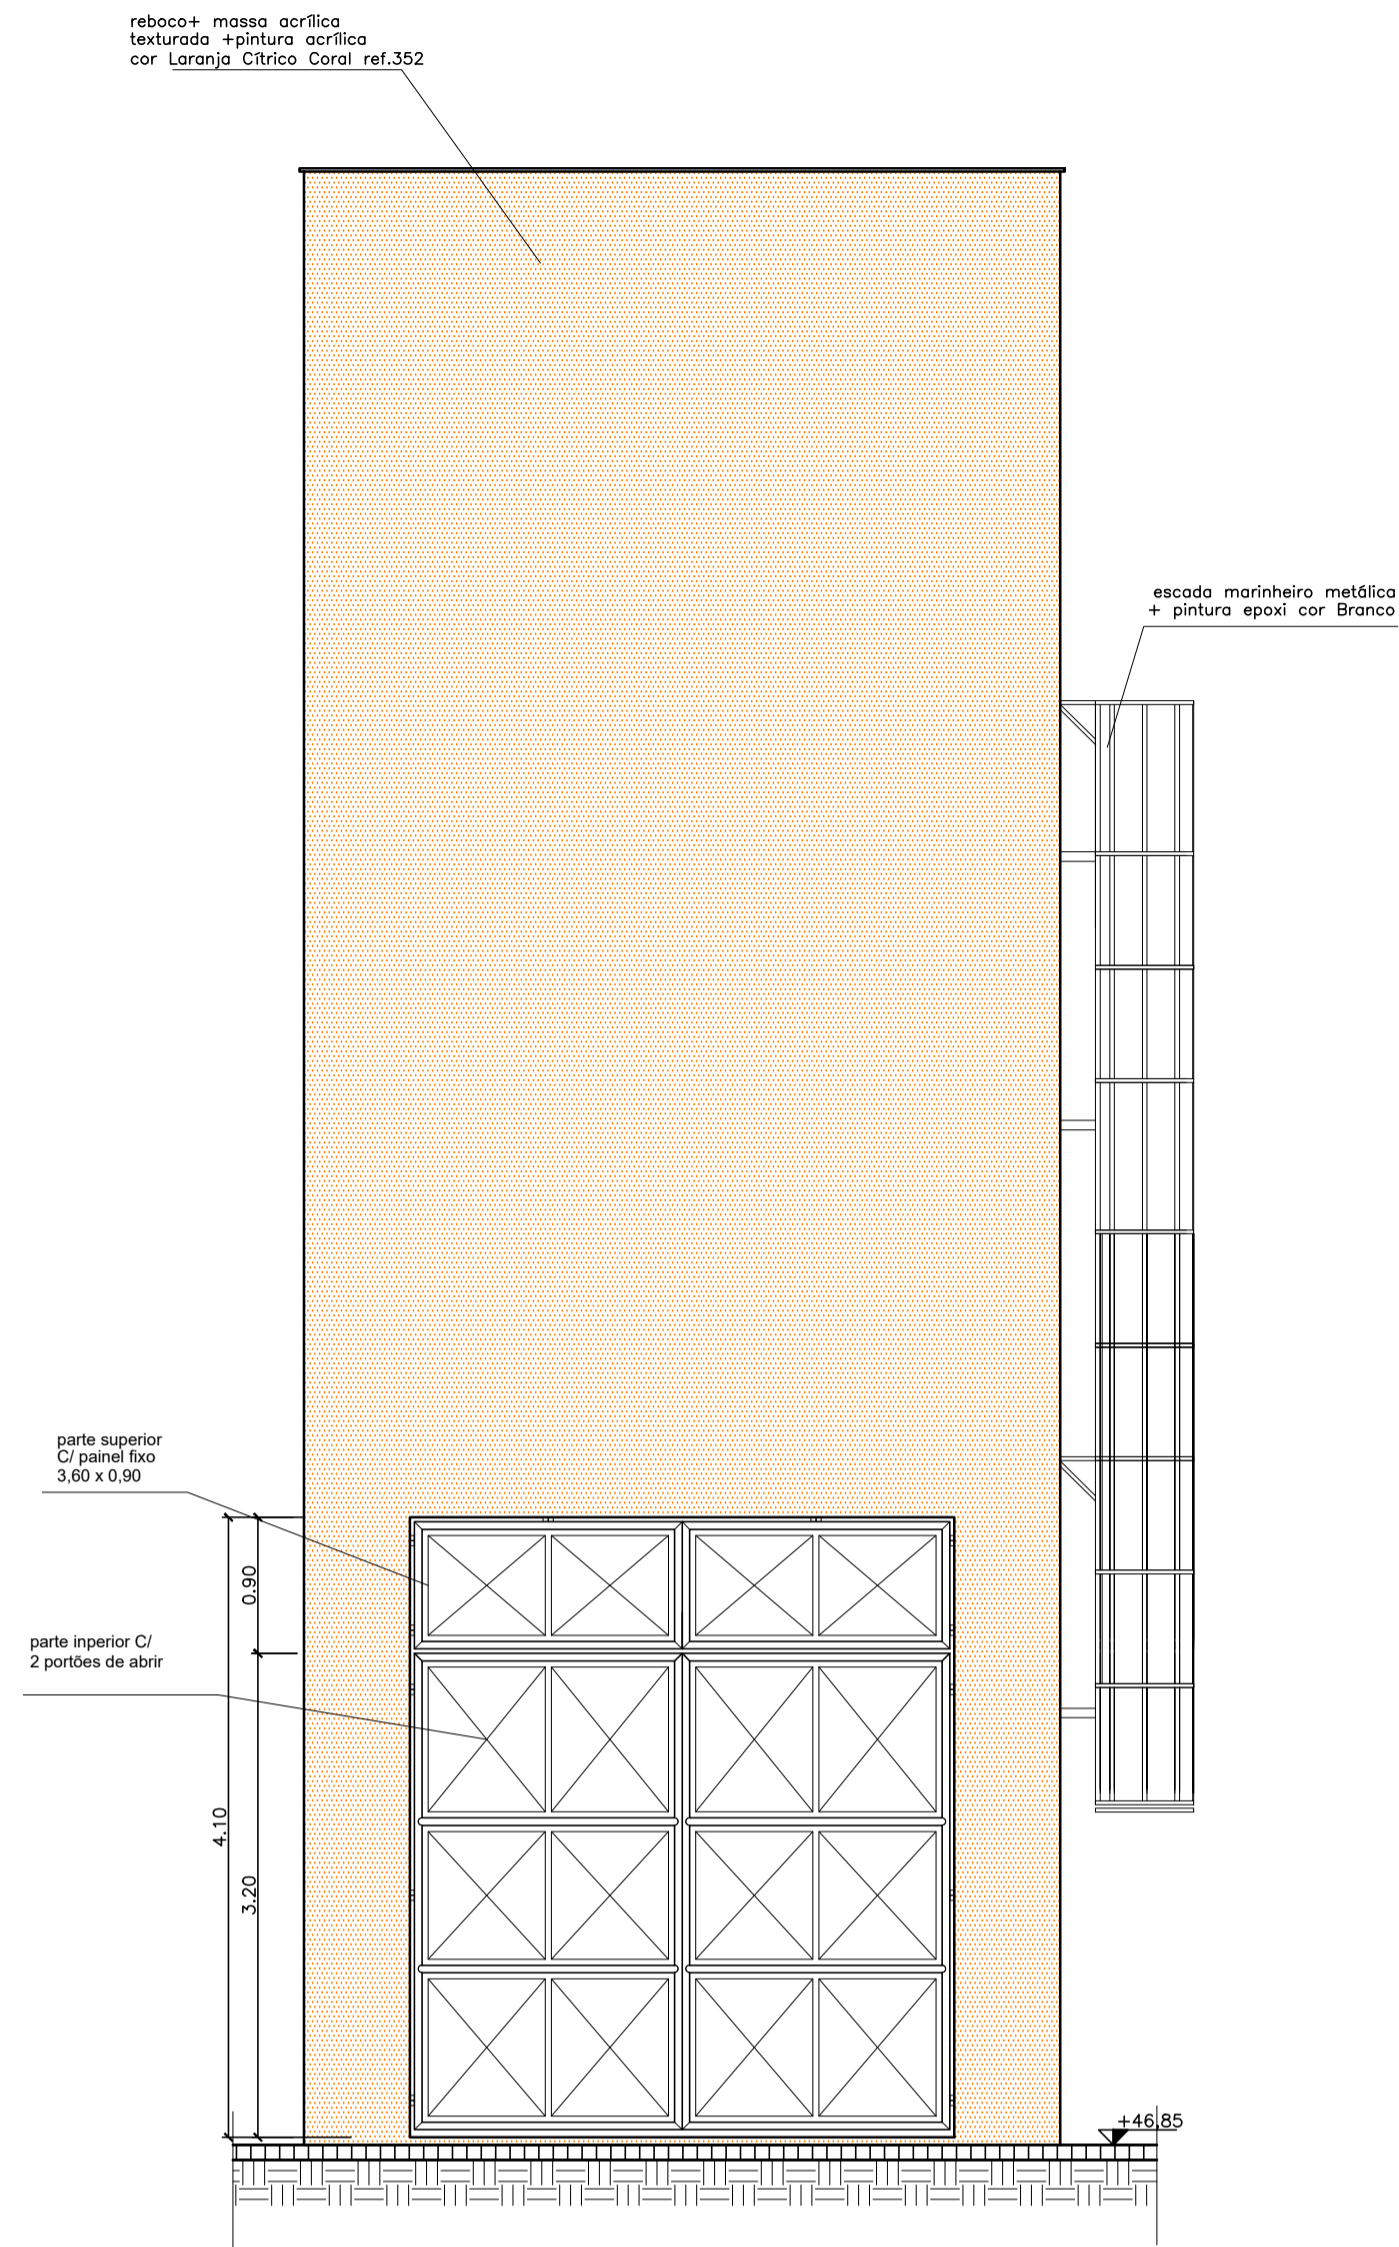 reboco+ massa acrílica
texturada +pintura acrílica
cor Laranja Cítrico Coral ref.352
escada marinheiro metálica
+ pintura epoxi cor Branco
parte superior
C/ painel fixo
3,60 x 0,90
0.90
parte inperior C/
2 portões de abrir
4.10
3.20
+46,85